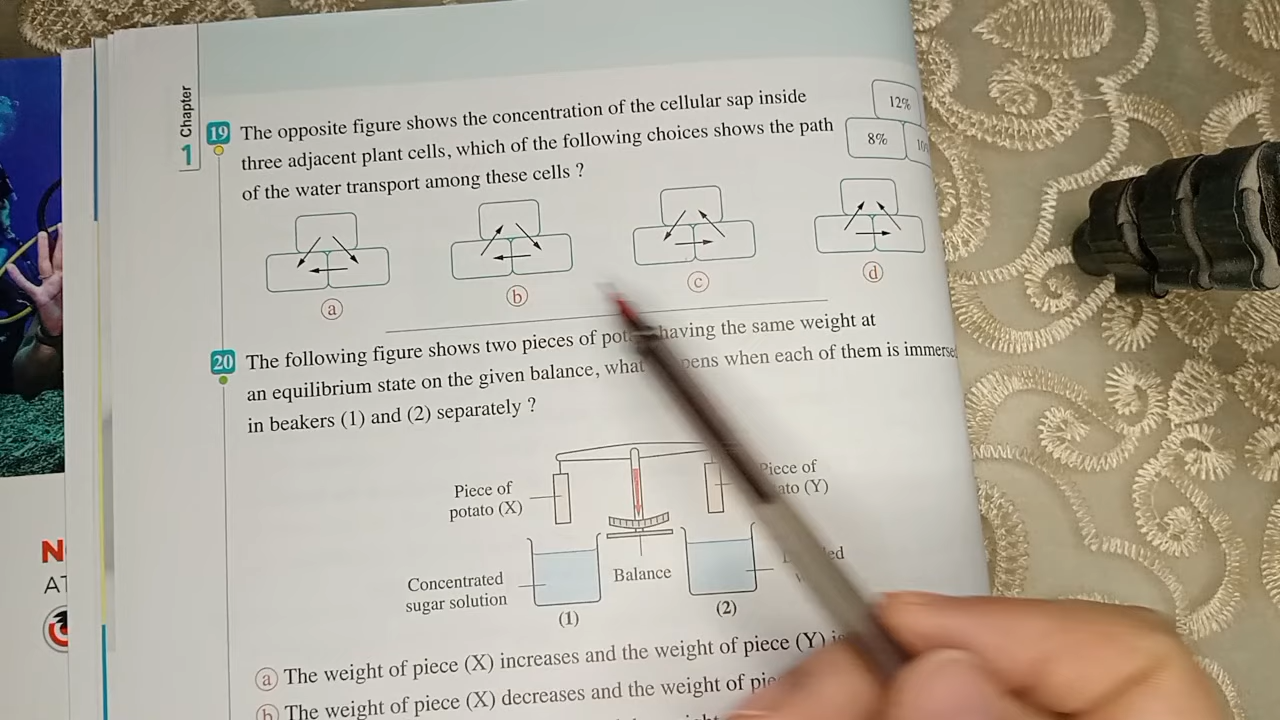 Chapter
1
19 The opposite figure shows the concentration of the cellular sap inside
three adjacent plant cells, which of the following choices shows the path
of the water transport among these cells ?
12%
8%
a
b
c
d
20 The following figure shows two pieces of having the same weight at
an equilibrium state on the given balance, what when each of them is
in beakers (1) and (2) separately ?
Piece of
potato (X)
Piece of
(Y)
Concentrated
sugar solution
Balance
(1)
(2)
a The weight of piece (X) increases and the weight of piece (Y)
b The weight of piece (X) decreases and the weight of
N
AT